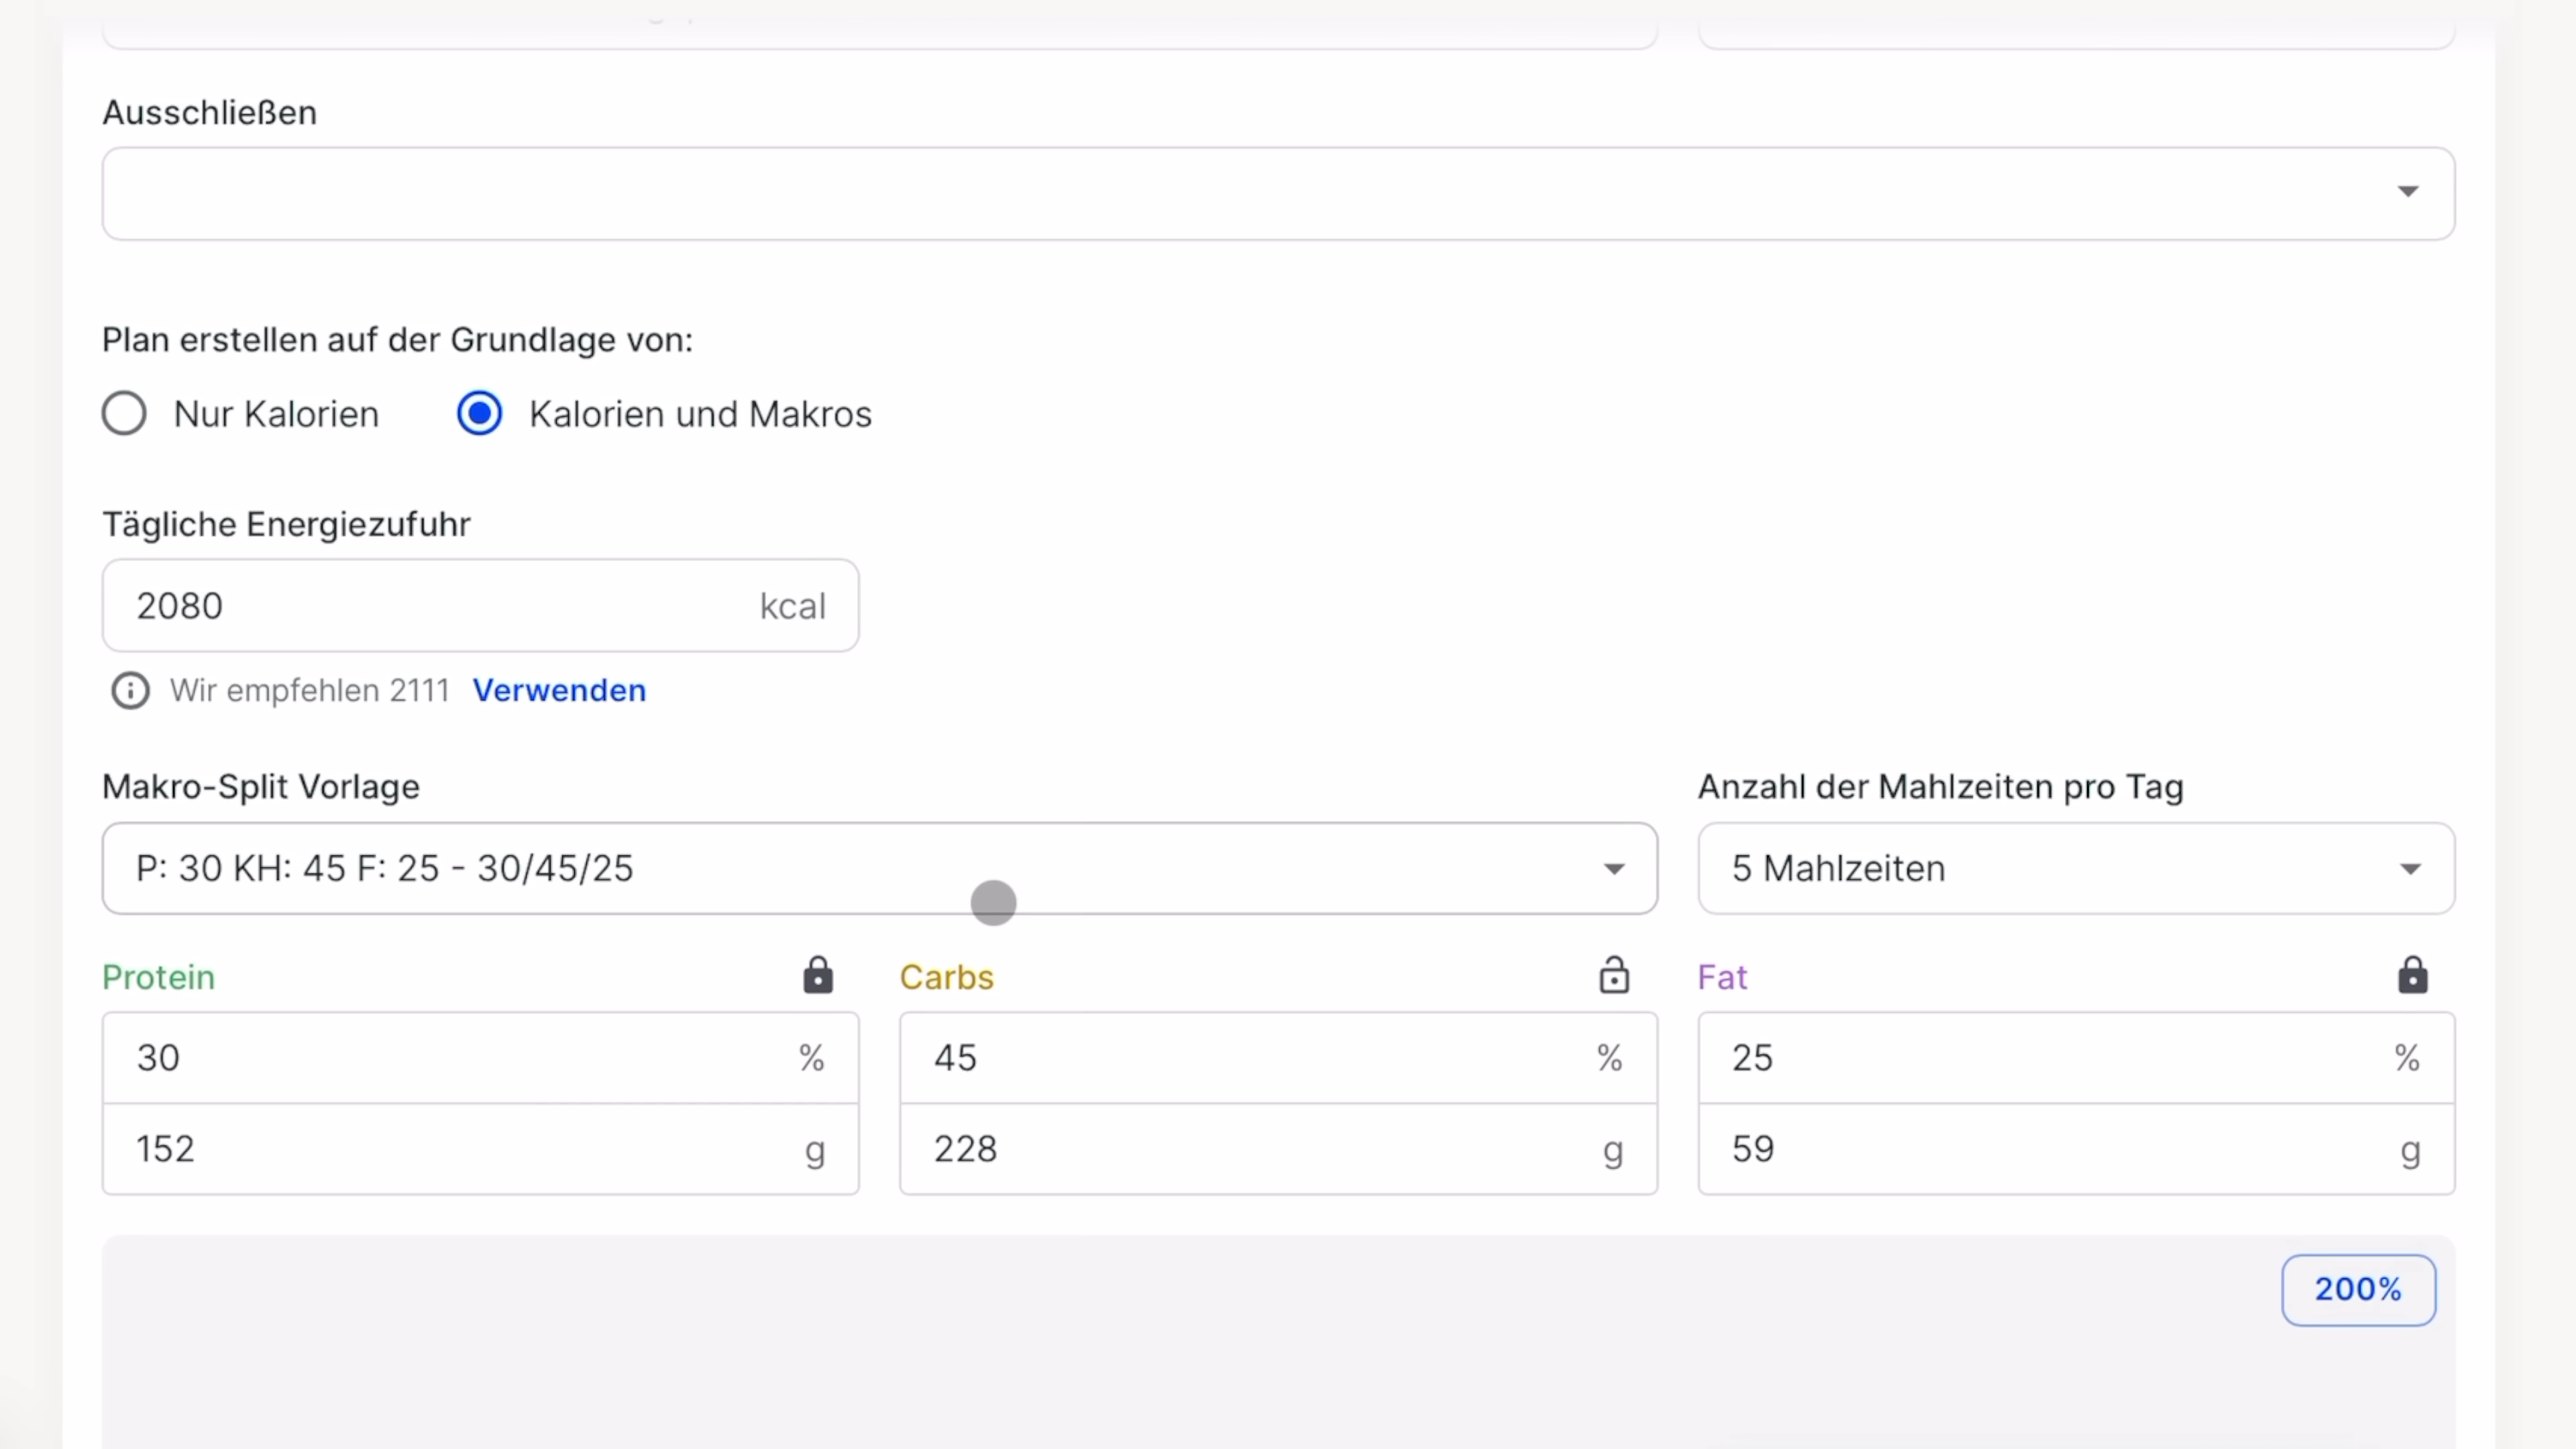 Ausschließen
Plan erstellen auf der Grundlage von:
Nur Kalorien
Kalorien und Makros
Tägliche Energiezufuhr
2080 kcal
Wir empfehlen 2111 Verwenden
Makro-Split Vorlage
Anzahl der Mahlzeiten pro Tag
P: 30 KH: 45 F: 25 - 30/45/25
5 Mahlzeiten
Protein
Carbs
Fat
30 %
45 %
25 %
152 g
228 g
59 g
200%